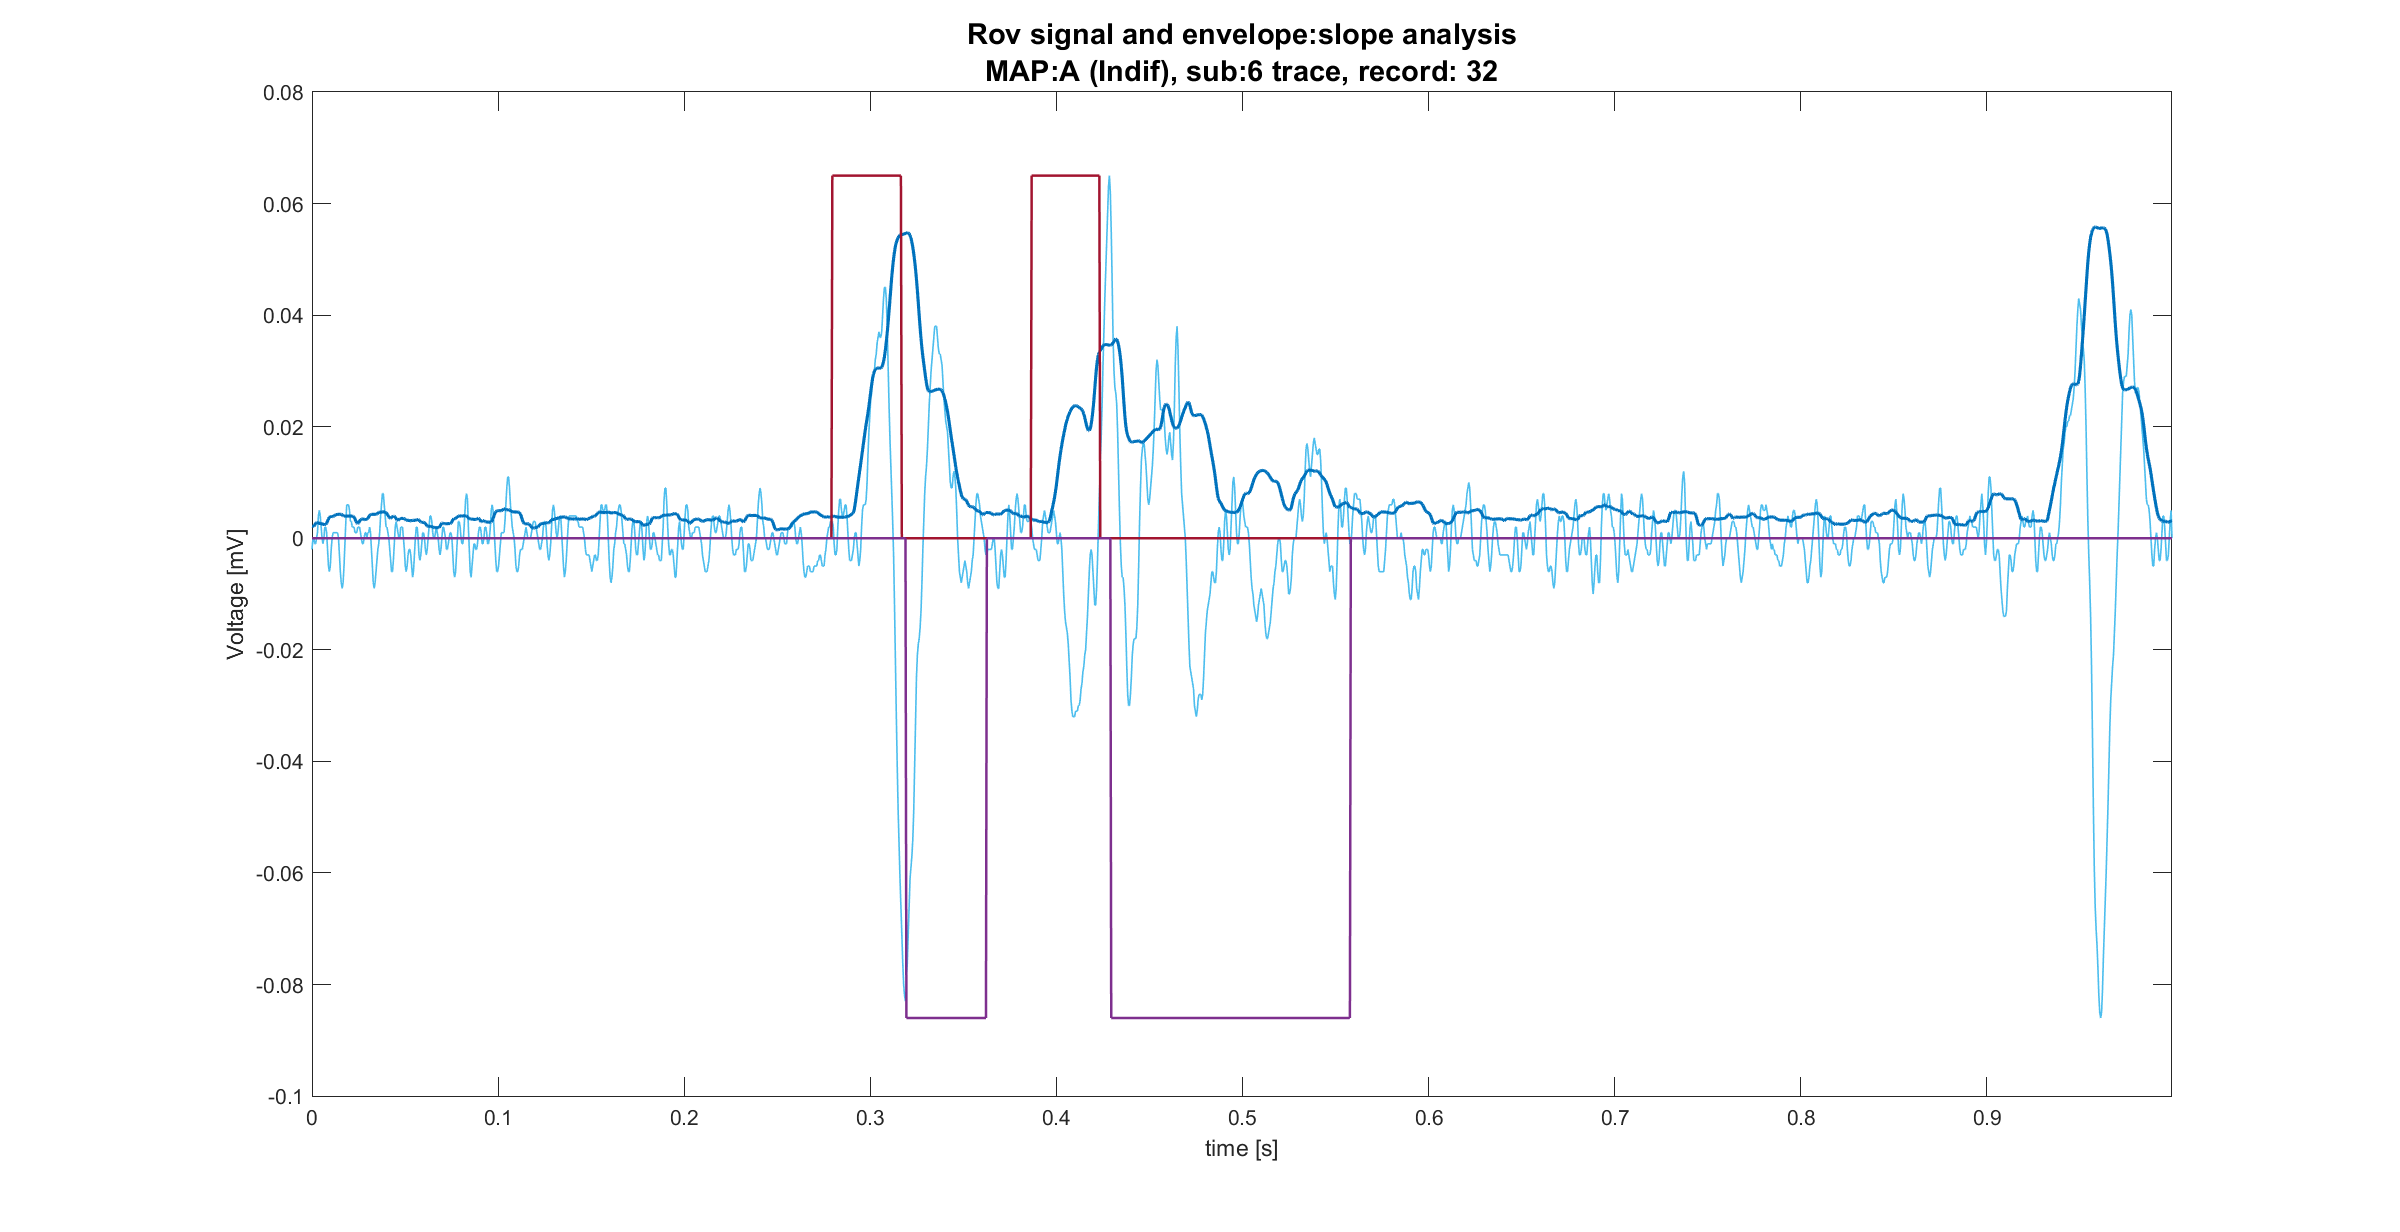 Rov signal and envelope:slope analysis
MAP:A (Indif), sub:6 trace, record: 32
0.08
0.06
0.04
0.02
0
-0.02
-0.04
-0.06
-0.08
-0.1
Voltage [mV]
0 0.1 0.2 0.3 0.4 0.5 0.6 0.7 0.8 0.9
time [s]